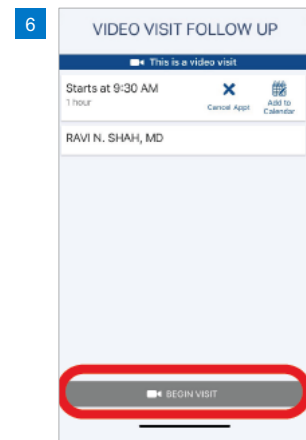 6
VIDEO VISIT FOLLOW UP
This is a video visit
Starts at 9:30 AM
1 hour
Cancel Appt
Add to
Calendar
RAVI N. SHAH, MD
BEGIN VISIT